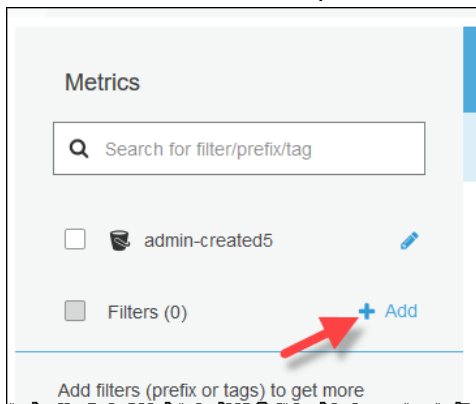 Metrics
Search for filter/prefix/tag
admin-created5
Filters (0)
Add
Add filters (prefix or tags) to get more